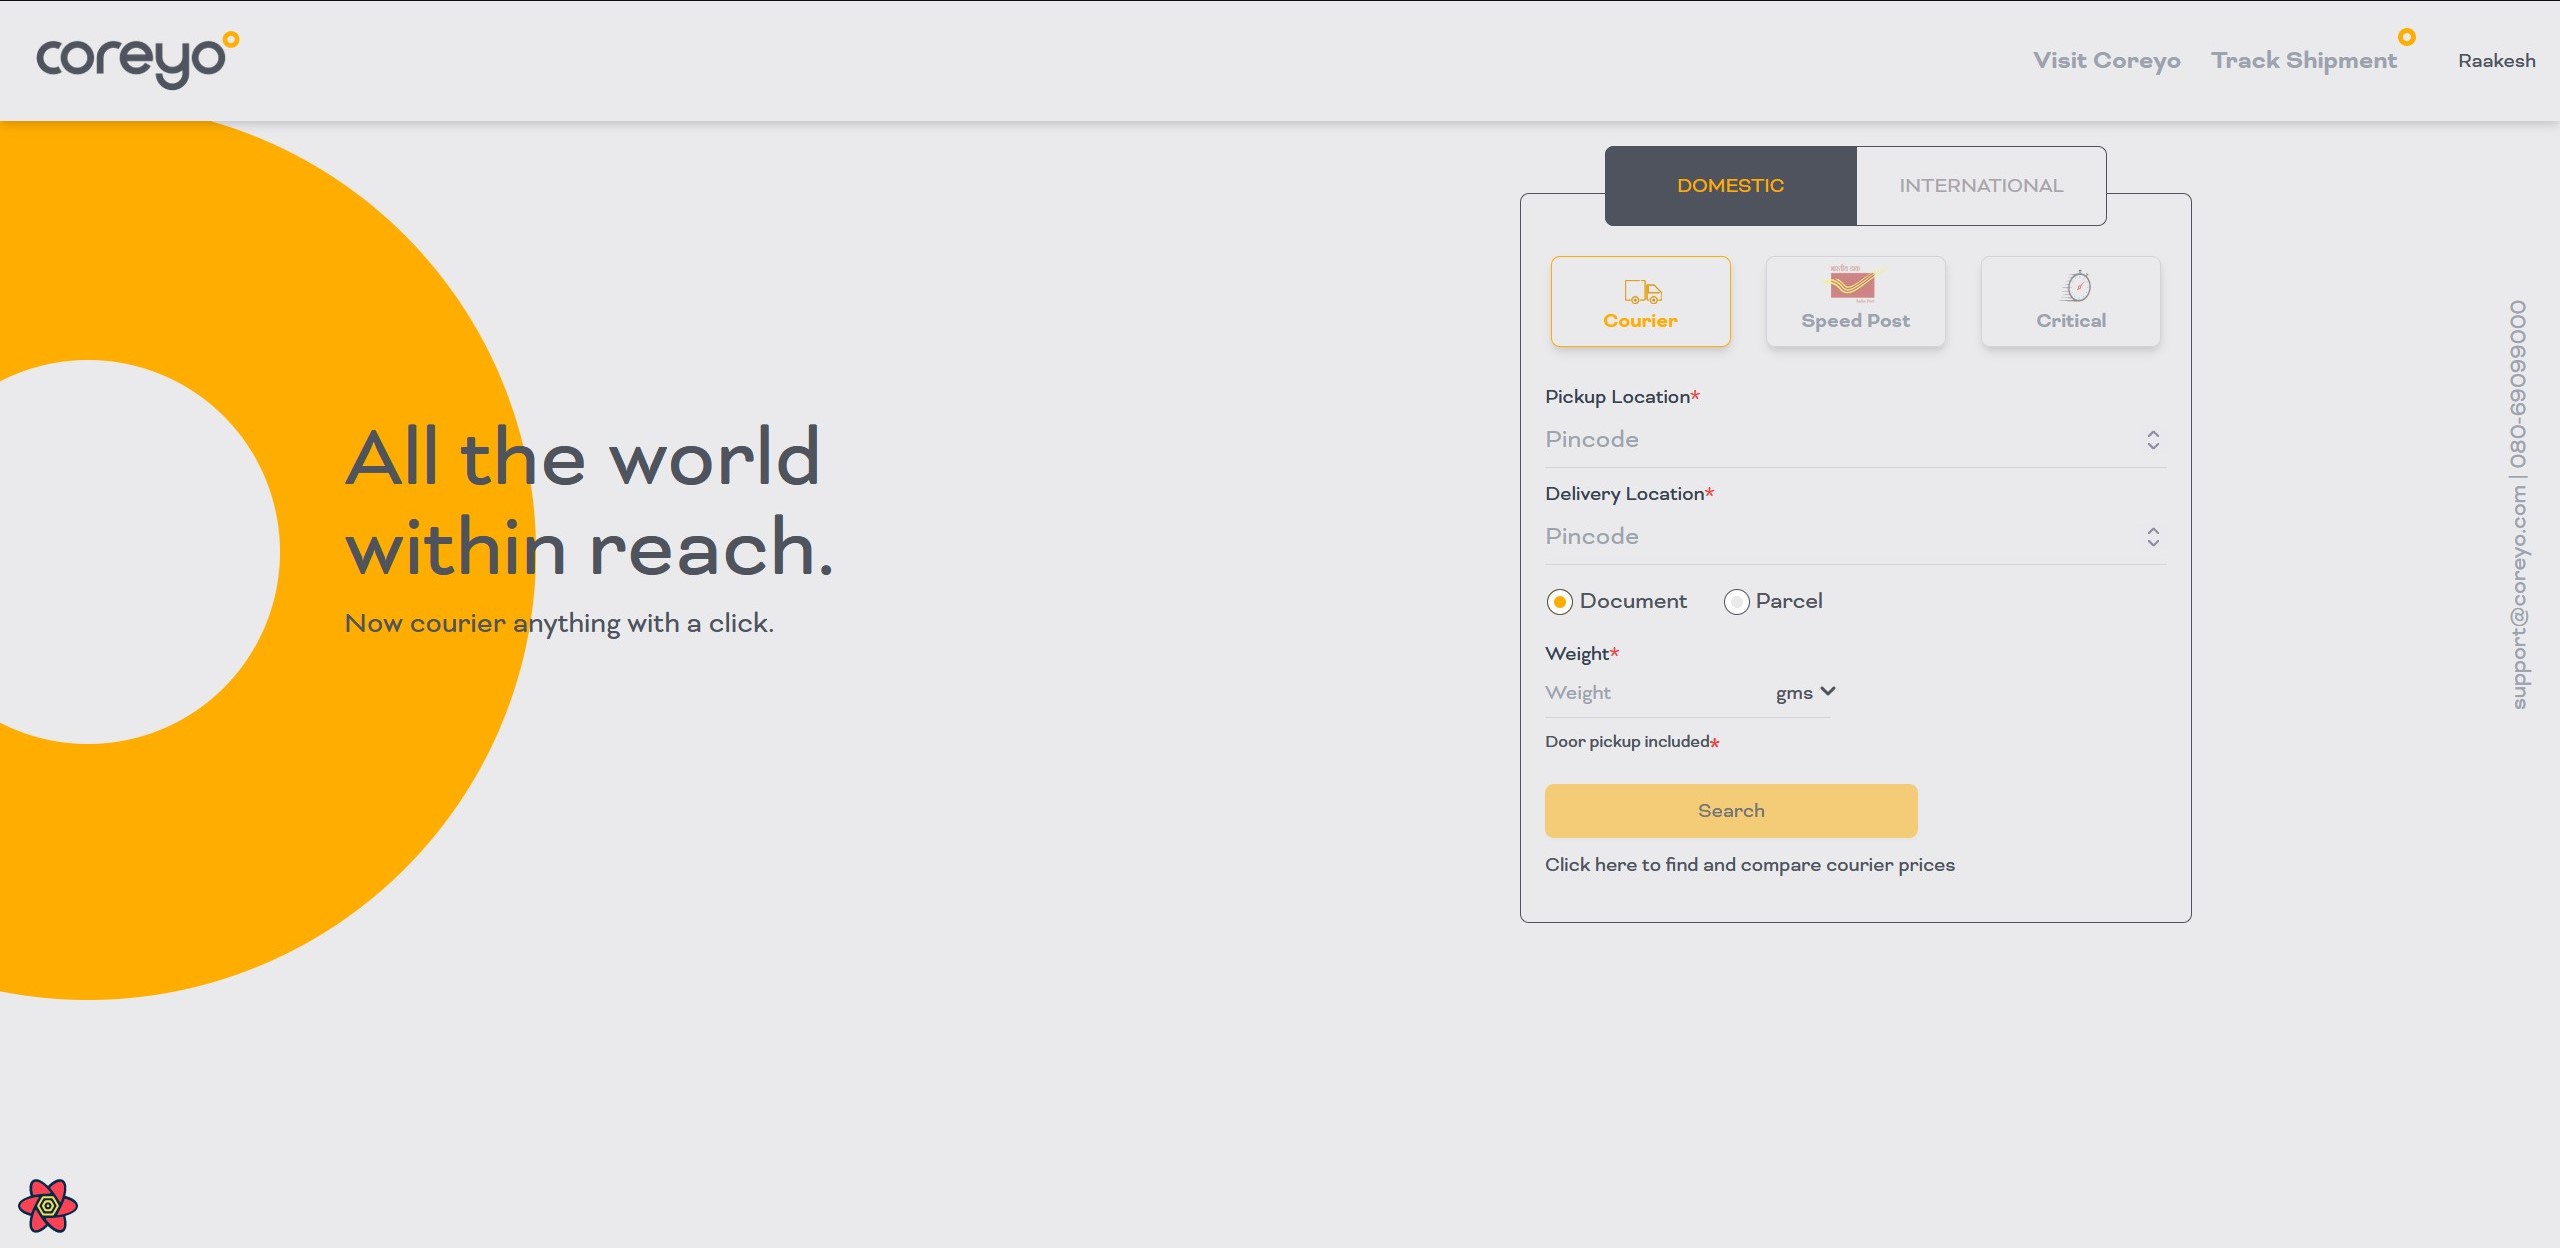 coreyo
Visit Coreyo
Track Shipment
Raakesh
DOMESTIC
INTERNATIONAL
Courier
Speed Post
Critical
All the world
within reach.
Now courier anything with a click.
Pickup Location*
Pincode
Delivery Location*
Pincode
Document
Parcel
Weight*
Weight
gms
Door pickup included*
Search
Click here to find and compare courier prices
support@coreyo.com | 080-69099000